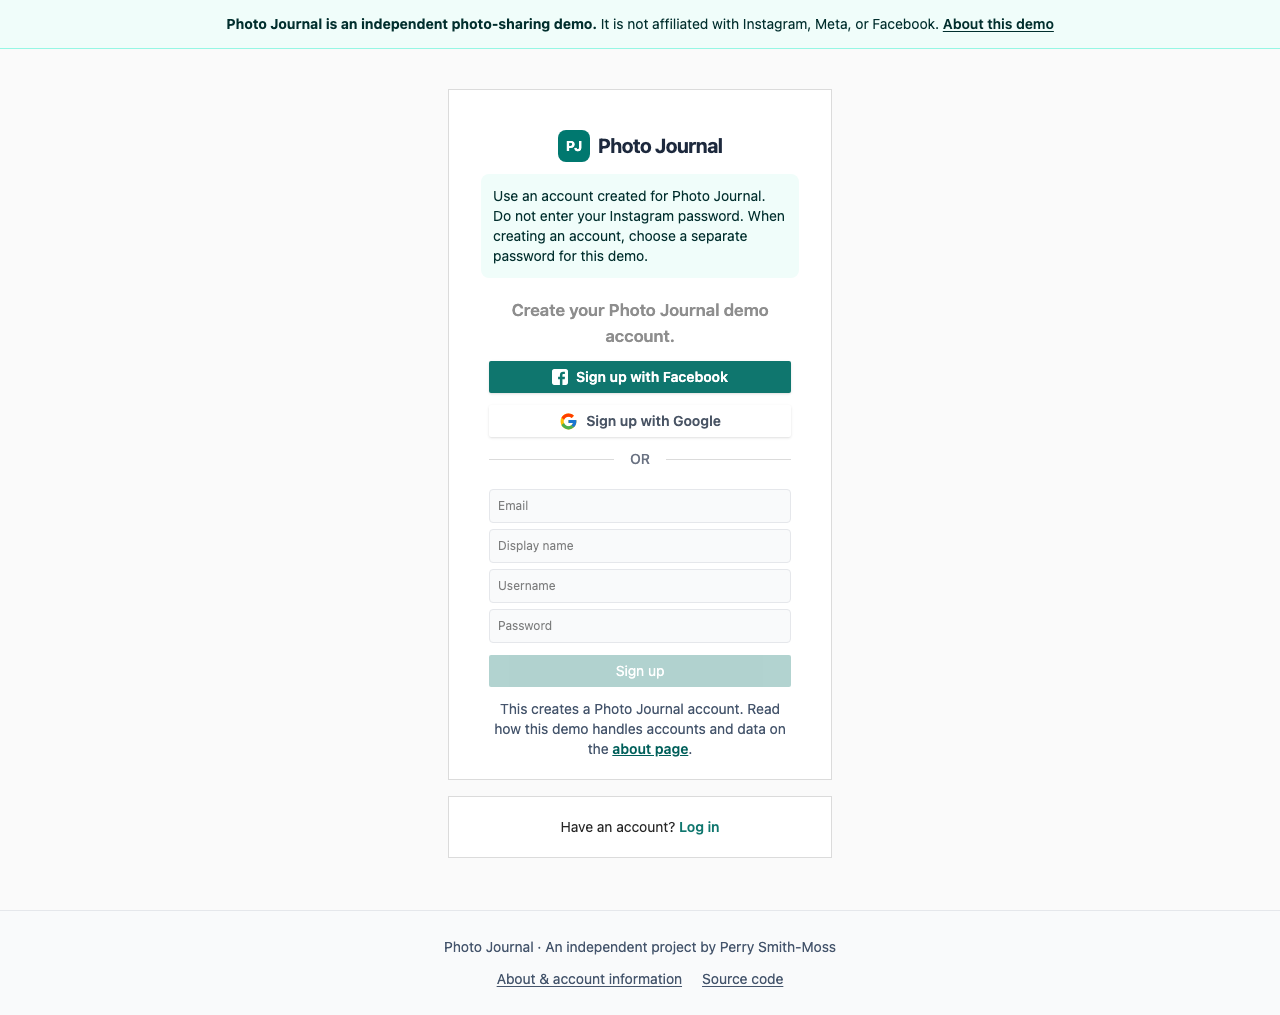 Photo Journal is an independent photo-sharing demo. It is not affiliated with Instagram, Meta, or Facebook. About this demo
PJ Photo Journal
Use an account created for Photo Journal.
Do not enter your Instagram password. When
creating an account, choose a separate
password for this demo.
Create your Photo Journal demo
account.
Sign up with Facebook
Sign up with Google
OR
Email
Display name
Username
Password
Sign up
This creates a Photo Journal account. Read
how this demo handles accounts and data on
the about page.
Have an account? Log in
Photo Journal · An independent project by Perry Smith-Moss
About & account information Source code